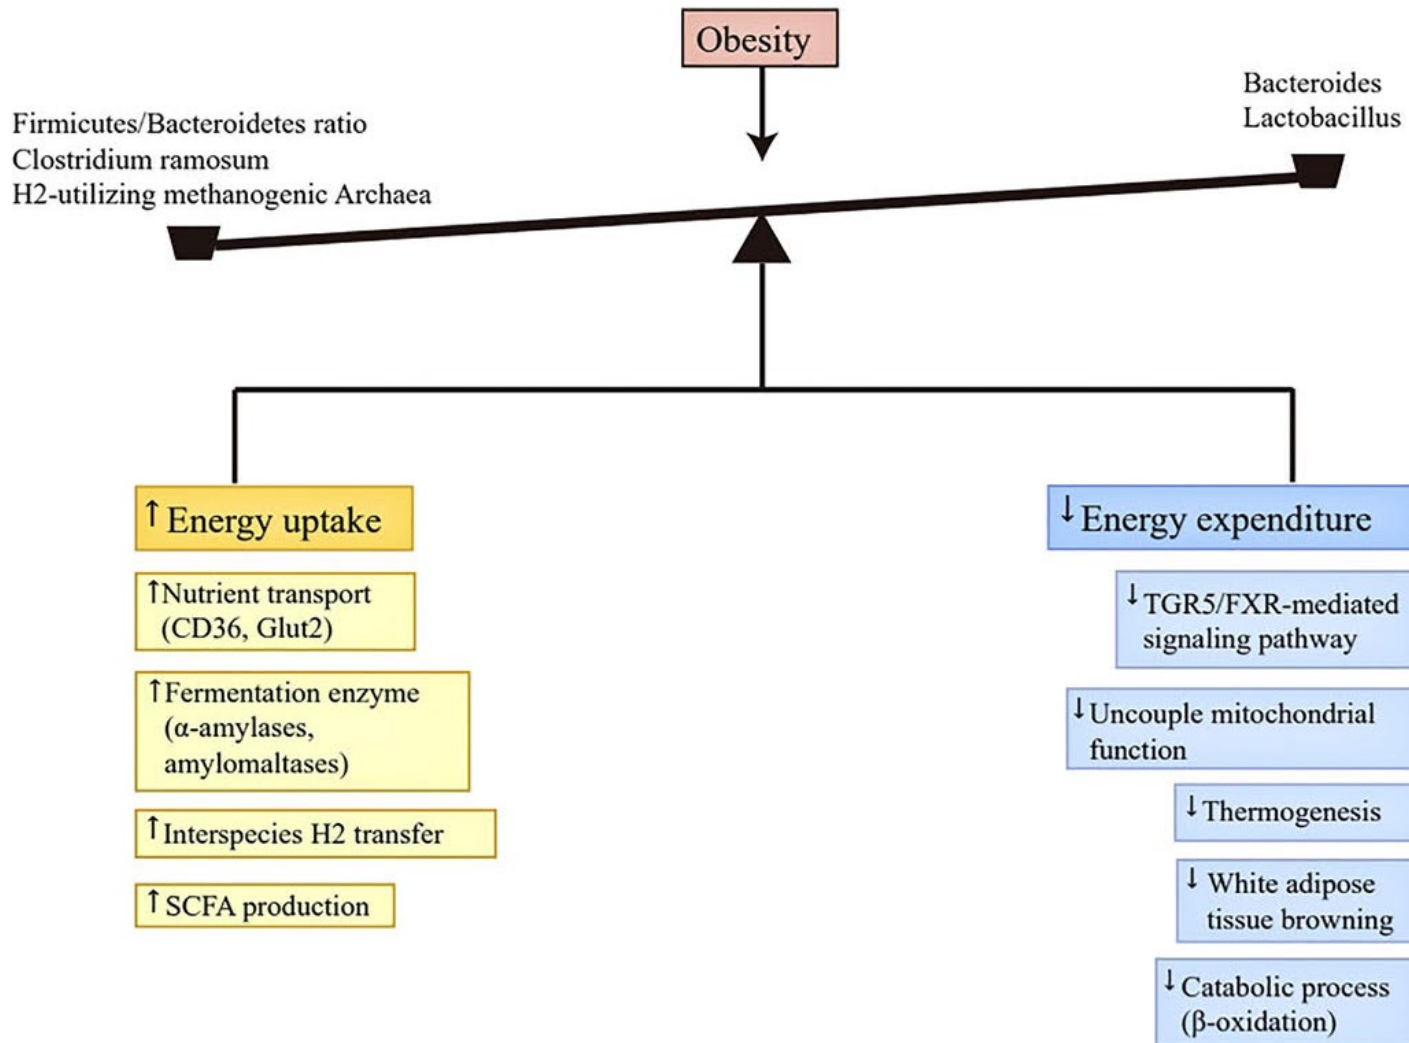 Obesity
Firmicutes/Bacteroidetes ratio
Clostridium ramosum
H2-utilizing methanogenic Archaea
Bacteroides
Lactobacillus
↑Energy uptake
↑Nutrient transport
(CD36, Glut2)
↑Fermentation enzyme
(α-amylases,
amylomaltases)
↑Interspecies H2 transfer
↑SCFA production
↓Energy expenditure
↓TGR5/FXR-mediated
signaling pathway
↓Uncouple mitochondrial
function
↓Thermogenesis
↓ White adipose
tissue browning
↓Catabolic process
(β-oxidation)